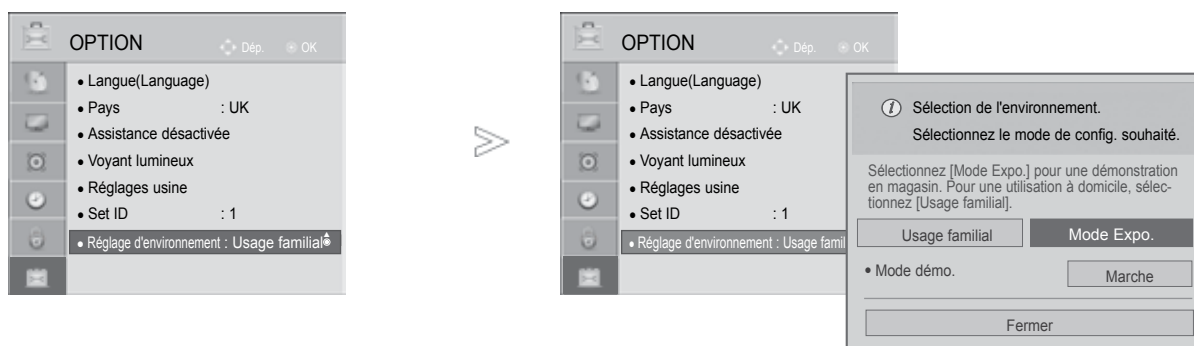 OPTION
Dép. OK
• Langue(Language)
• Pays : UK
• Assistance désactivée
• Voyant lumineux
• Réglages usine
• Set ID : 1
• Réglage d'environnement : Usage familial
OPTION
Dép. OK
• Langue(Language)
• Pays : UK
• Assistance désactivée
• Voyant lumineux
• Réglages usine
• Set ID : 1
• Réglage d'environnement : Usage famil
Sélection de l'environnement.
Sélectionnez le mode de config. souhaité.
Sélectionnez [Mode Expo.] pour une démonstration
en magasin. Pour une utilisation à domicile, sélec-
tionnez [Usage familial].
Usage familial Mode Expo.
• Mode démo. Marche
Fermer